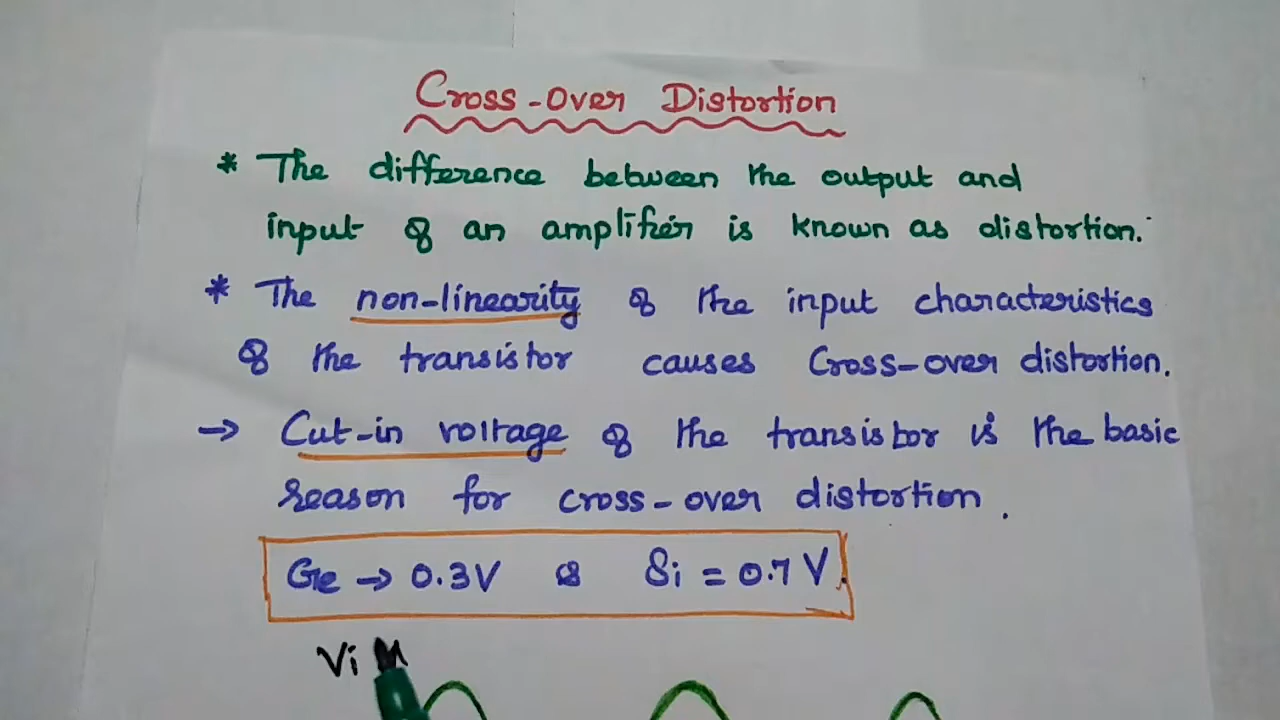 Cross-Over Distortion
* The difference between the output and
input of an amplifier is known as distortion.
* The non-linearity of the input characteristics
of the transistor causes Cross-over distortion.
→ Cut-in voltage of the transistor is the basic
reason for cross-over distortion.
Ge → 0.3V & Si = 0.7V.
Vi